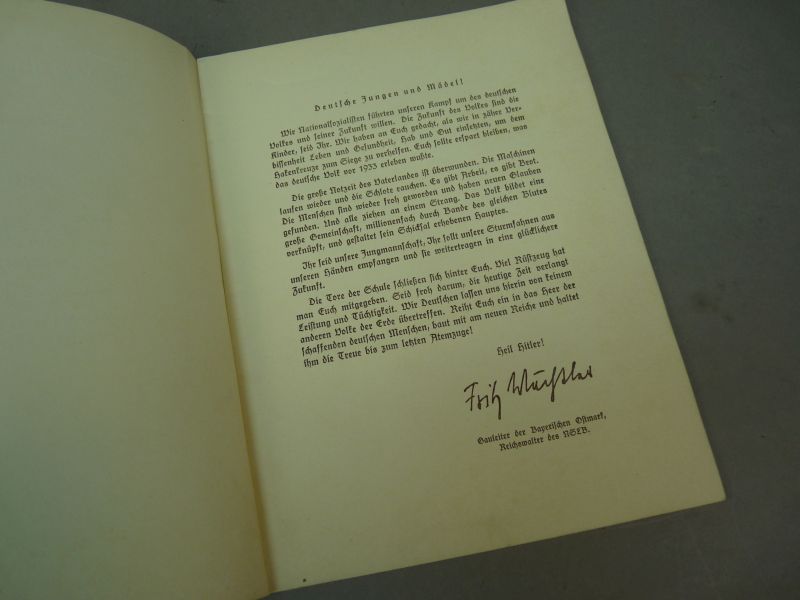 Deutsche Jungen und Mädel!
Wir Nationalsozialisten führten unseren Kampf um des deutschen
Volkes und seiner Zukunft willen. Die Zukunft des Volkes sind die
Kinder, seid Ihr. Wir haben an Euch gedacht, als wir in zäher Ver-
bissenheit Leben und Gesundheit, Hab und Gut einsetzten, um dem
Hakenkreuze zum Siege zu verhelfen. Euch sollte erspart bleiben, was
das deutsche Volk vor 1933 erleben mußte.
Die große Notzeit des Vaterlandes ist überwunden. Die Maschinen
laufen wieder und die Schlote rauchen. Es gibt Arbeit, es gibt Brot.
Die Menschen sind wieder froh geworden und haben neuen Glauben
gefunden. Und alle ziehen an einem Strang. Das Volk bildet eine
große Gemeinschaft, millionenfach durch Bande des gleichen Blutes
verknüpft, und gestaltet sein Schicksal erhobenen Hauptes.
Ihr seid unsere Jungmannschaft, Ihr sollt unsere Sturmfahnen aus
unseren Händen empfangen und sie weitertragen in eine glücklichere
Zukunft.
Die Tore der Schule schließen sich hinter Euch. Viel Rüstzeug hat
man Euch mitgegeben. Seid froh darum, die heutige Zeit verlangt
Leistung und Tüchtigkeit. Wir Deutschen lassen uns hierin von keinem
anderen Volke der Erde übertreffen. Reiht Euch ein in das Heer der
schaffenden deutschen Menschen, baut mit am neuen Reiche und haltet
ihm die Treue bis zum letzten Atemzuge!
Heil Hitler!
Fritz Wächtler
Gauleiter der Bayerischen Ostmark,
Reichswalter des NSLB.